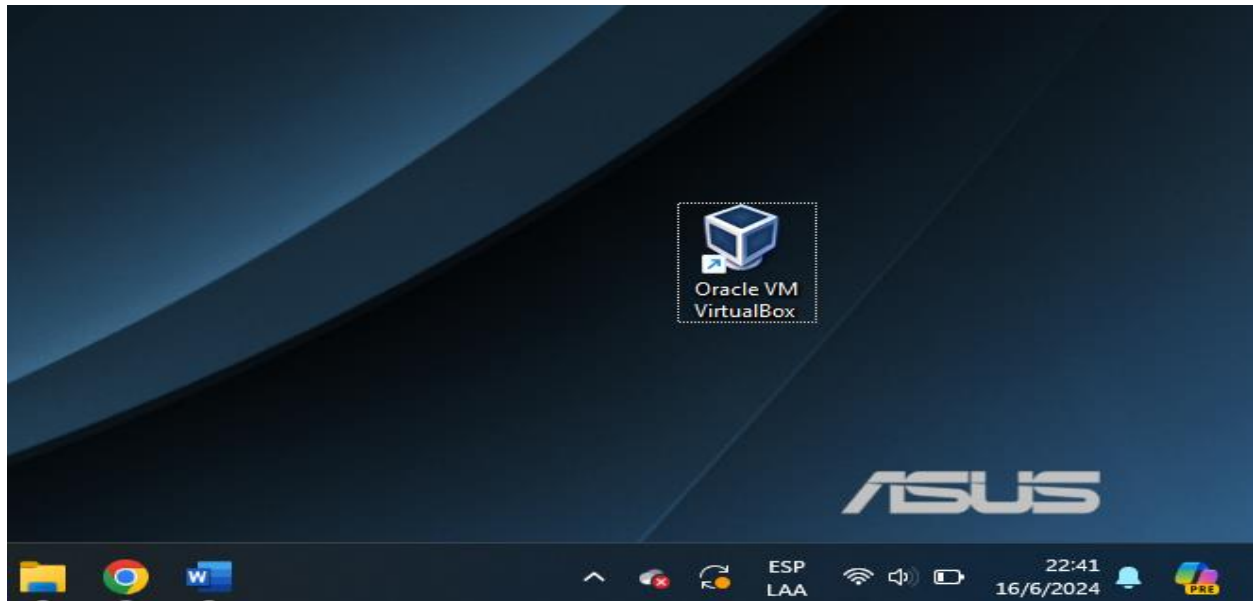 Oracle VM
VirtualBox
ASUS
W
ESP
LAA
22:41
16/6/2024
PRE